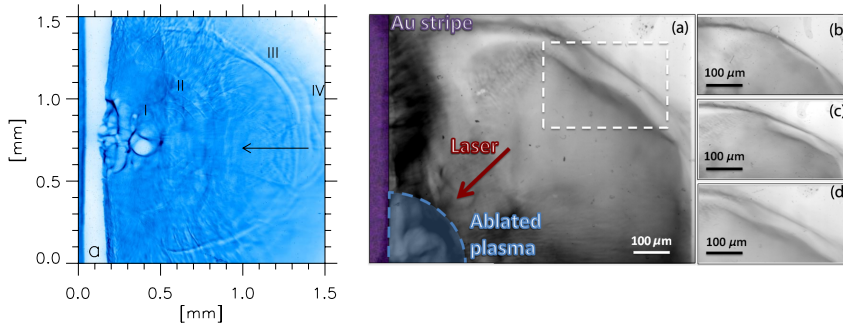 1.5
1.0
0.5
0.0
[mm]
I
II
III
IV
a
0.0
0.5
1.0
1.5
[mm]
Au stripe
(a)
Laser
Ablated
plasma
100 μm
(b)
100 μm
(c)
100 μm
(d)
100 μm